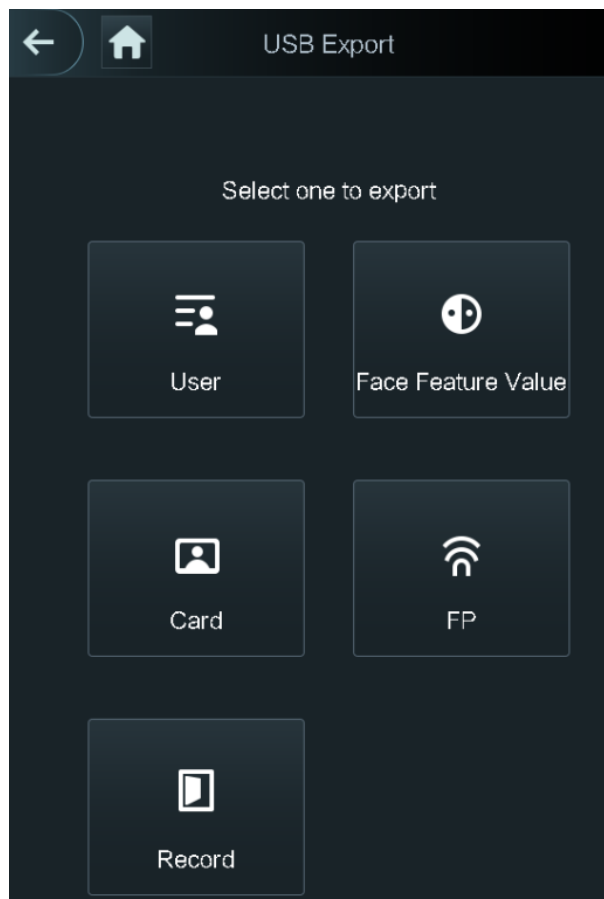 USB Export
Select one to export
User
Face Feature Value
Card
FP
Record